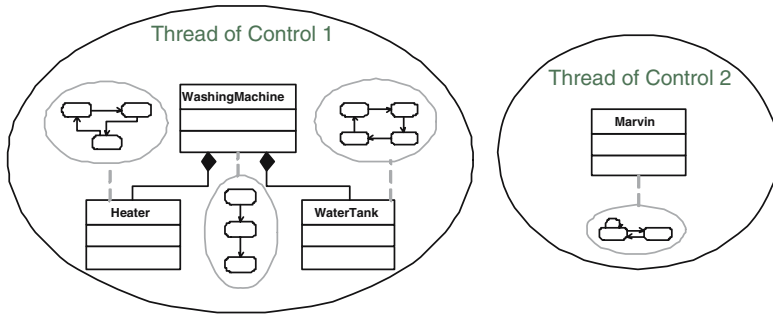 Thread of Control 1
Thread of Control 2
WashingMachine
Marvin
Heater
WaterTank